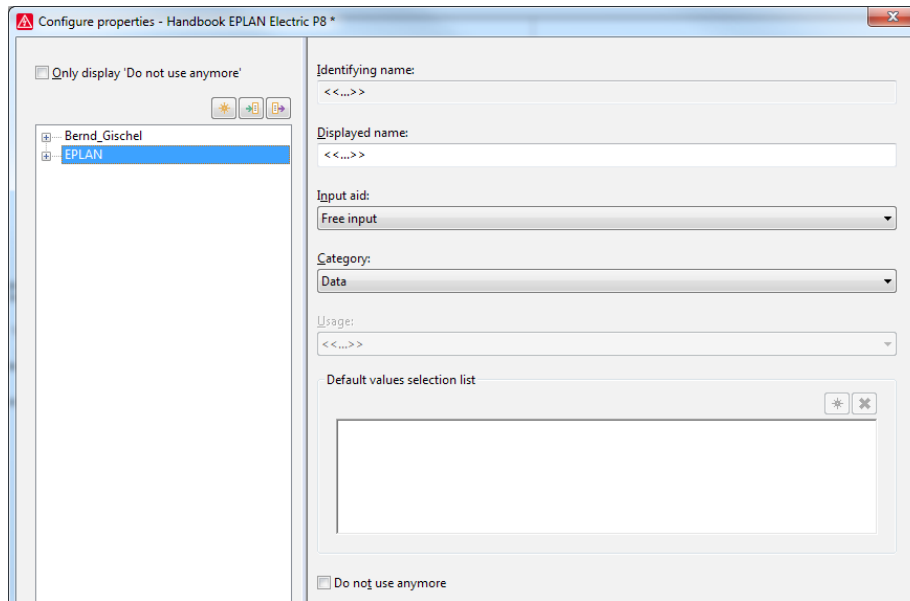 Configure properties - Handbook EPLAN Electric P8 *
Only display 'Do not use anymore'
Bernd_Gischel
EPLAN
Identifying name:
<<...>>
Displayed name:
<<...>>
Input aid:
Free input
Category:
Data
Usage:
<<...>>
Default values selection list
Do not use anymore